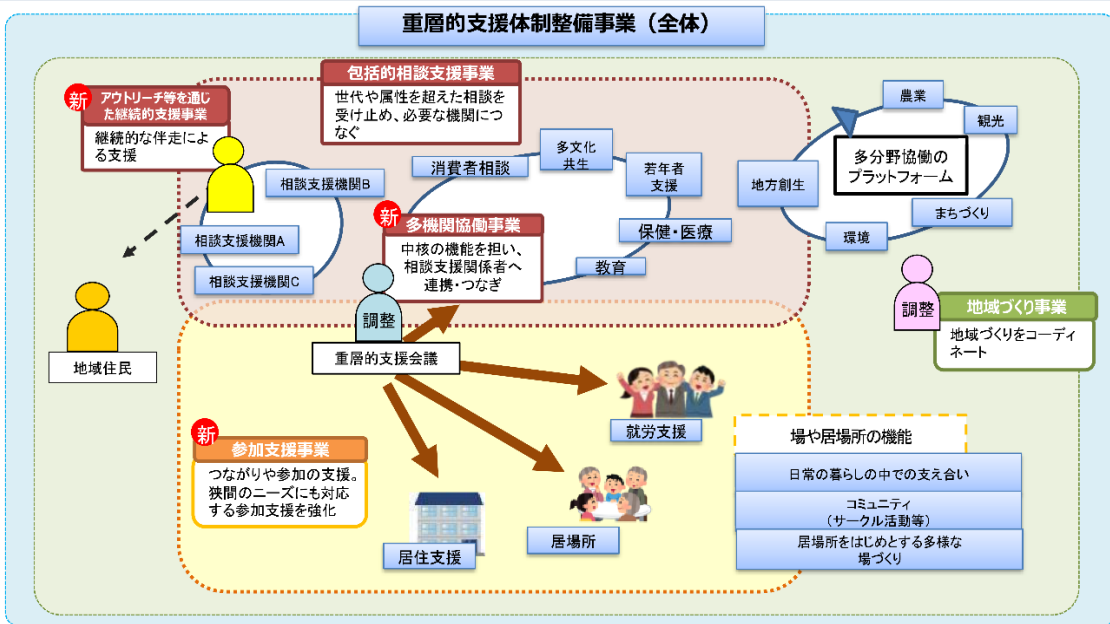 重層的支援体制整備事業（全体）
新
アウトリーチ等を通じ
た継続的支援事業
継続的な伴走によ
る支援
包括的相談支援事業
世代や属性を超えた相談を
受け止め、必要な機関につ
なぐ
相談支援機関B
相談支援機関A
相談支援機関C
消費者相談
多文化
共生
若年者
支援
保健・医療
教育
新
多機関協働事業
中核の機能を担い、
相談支援関係者へ
連携・つなぎ
調整
重層的支援会議
農業
観光
多分野協働の
プラットフォーム
地方創生
まちづくり
環境
調整
地域づくり事業
地域づくりをコーディ
ネート
地域住民
新
参加支援事業
つながりや参加の支援。
狭間のニーズにも対応
する参加支援を強化
就労支援
居場所
居住支援
場や居場所の機能
日常の暮らしの中での支え合い
コミュニティ
（サークル活動等）
居場所をはじめとする多様な
場づくり